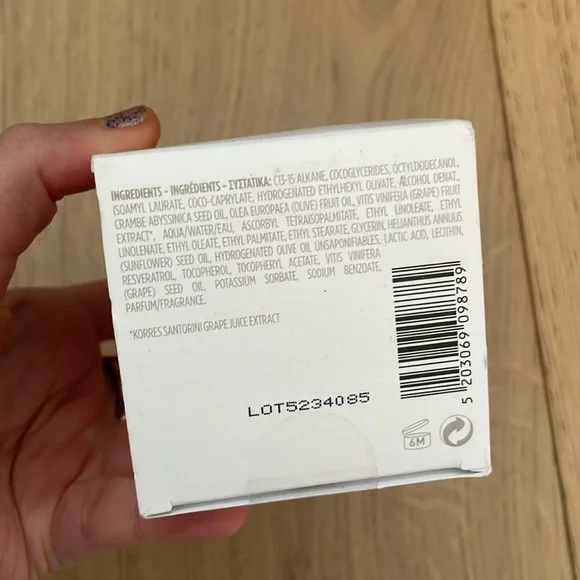 INGREDIENTS - INGRÉDIENTS - ΣΥΣΤΑΤΙΚΑ: C13-15 ALKANE, COCOGLYCERIDES, OCTYLDODECANOL,
ISOAMYL LAURATE, COCO-CAPRYLATE, HYDROGENATED ETHYLHEXYL OLIVATE, ALCOHOL DENAT.,
CRAMBE ABYSSINICA SEED OIL, OLEA EUROPAEA (OLIVE) FRUIT OIL, VITIS VINIFERA (GRAPE) FRUIT
EXTRACT*, AQUA/WATER/EAU, ASCORBYL TETRAISOPALMITATE, ETHYL LINOLEATE, ETHYL
LINOLENATE, ETHYL OLEATE, ETHYL PALMITATE, ETHYL STEARATE, GLYCERIN, HELIANTHUS ANNUUS
(SUNFLOWER) SEED OIL, HYDROGENATED OLIVE OIL UNSAPONIFIABLES, LACTIC ACID, LECITHIN,
RESVERATROL, TOCOPHEROL, TOCOPHERYL ACETATE, VITIS VINIFERA
(GRAPE) SEED OIL, POTASSIUM SORBATE, SODIUM BENZOATE,
PARFUM/FRAGRANCE.
*KORRES SANTORINI GRAPE JUICE EXTRACT
LOT5234085
5 203069 098789
6M